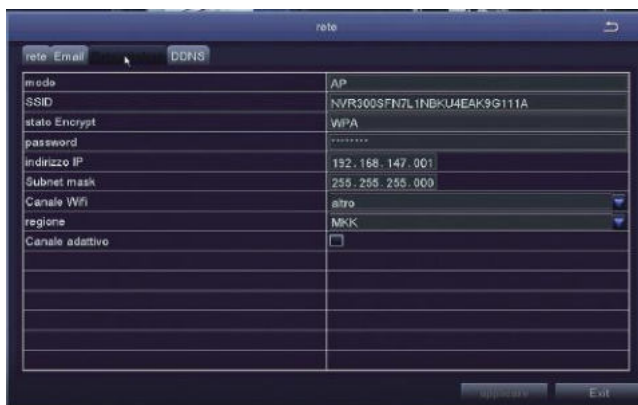 rete
rete Email DDNS
modo AP
SSID NVR300SFN7L1NBKU4EAK9G111A
stato Encrypt WPA
password ********
indirizzo IP 192.168.147.001
Subnet mask 255.255.255.000
Canale Wifi altro
regione MKK
Canale adattivo
applicare Exit